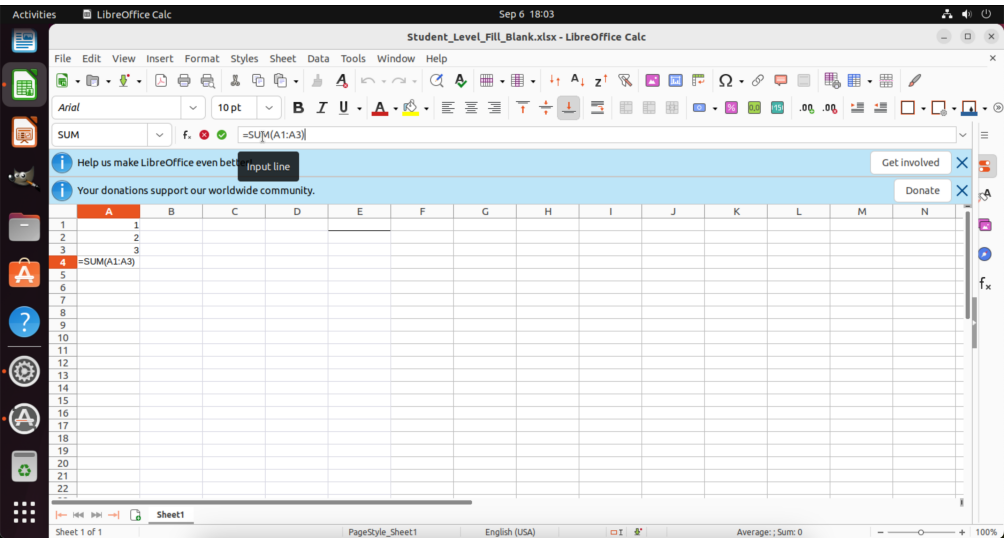 Activities LibreOffice Calc Sep 6 18:03
Student_Level_Fill_Blank.xlsx - LibreOffice Calc
File Edit View Insert Format Styles Sheet Data Tools Window Help
Arial 10 pt B I U A
SUM =SUM(A1:A3)
Help us make LibreOffice even better! Get involved
Input line
Your donations support our worldwide community. Donate
A B C D E F G H I J K L M N
1 1
2 2
3 3
4 =SUM(A1:A3)
5
6
7
8
9
10
11
12
13
14
15
16
17
18
19
20
21
22
Sheet1
Sheet 1 of 1 PageStyle_Sheet1 English (USA) Average: ; Sum: 0 100%